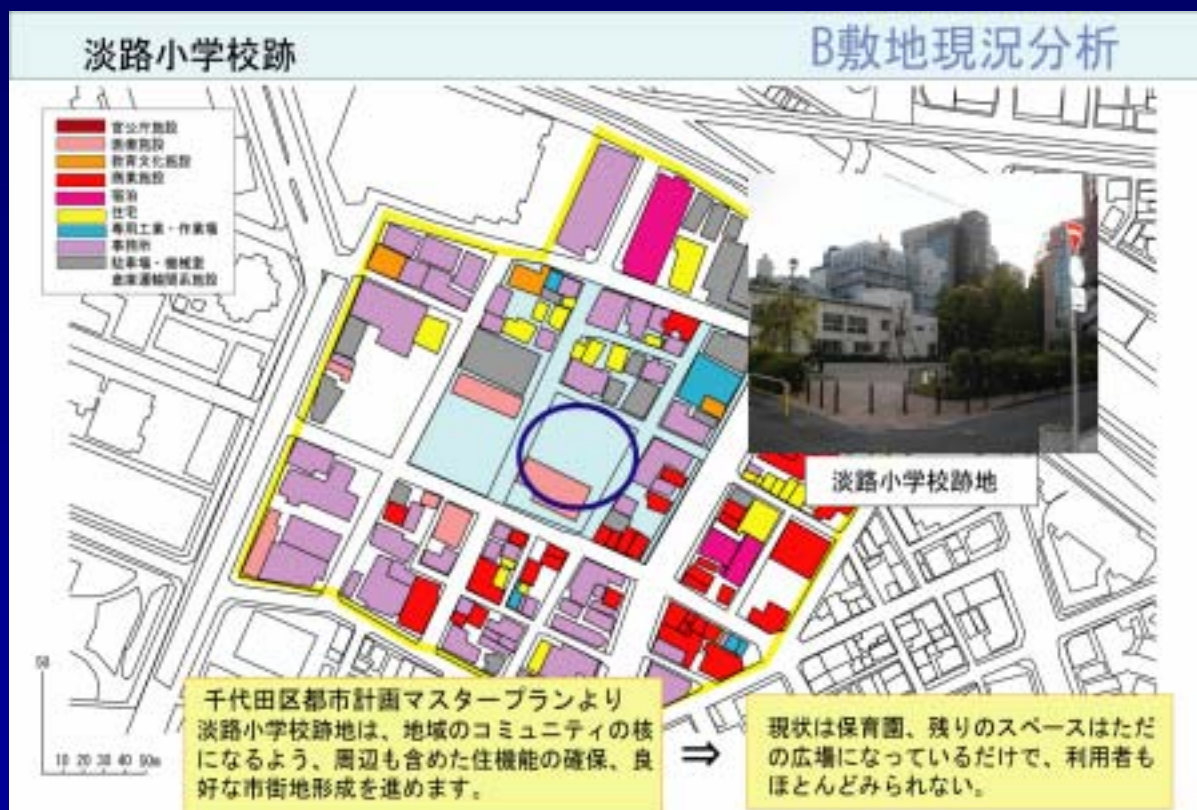 淡路小学校跡
B敷地現況分析
官公庁施設
医療施設
教育文化施設
商業施設
宿泊
住宅
専用工業・作業場
事務所
駐車場・機械室
倉庫運輸関系施設
淡路小学校跡地
50
10 20 30 40 50m
千代田区都市計画マスタープランより
淡路小学校跡地は、地域のコミュニティの核
になるよう、周辺も含めた住機能の確保、良
好な市街地形成を進めます。
⇒
現状は保育園、残りのスペースはただ
の広場になっているだけで、利用者も
ほとんどみられない。